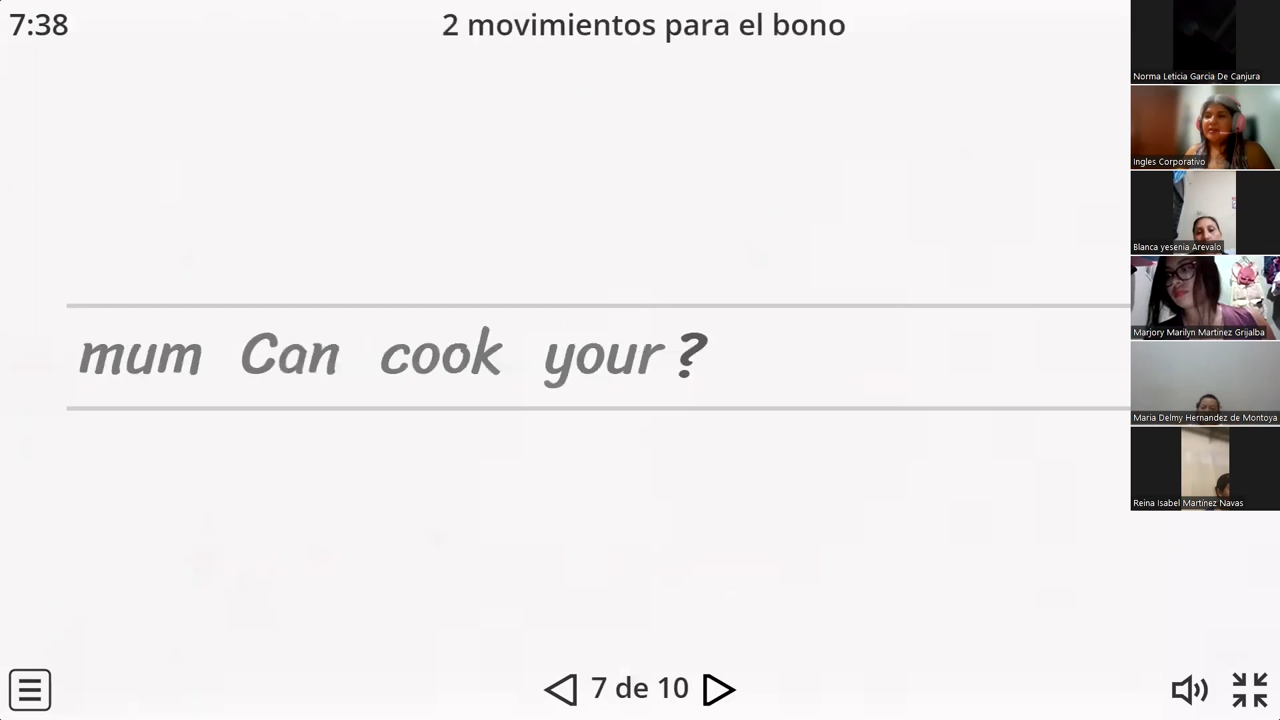 7:38
2 movimientos para el bono
Norma Leticia Garcia De Canjura
Ingles Corporativo
Blanca yesenia Arevalo
Marjory Marilyn Martinez Grijalba
mum Can cook your ?
Maria Delmy Hernandez de Montoya
Reina Isabel Martínez Navas
7 de 10